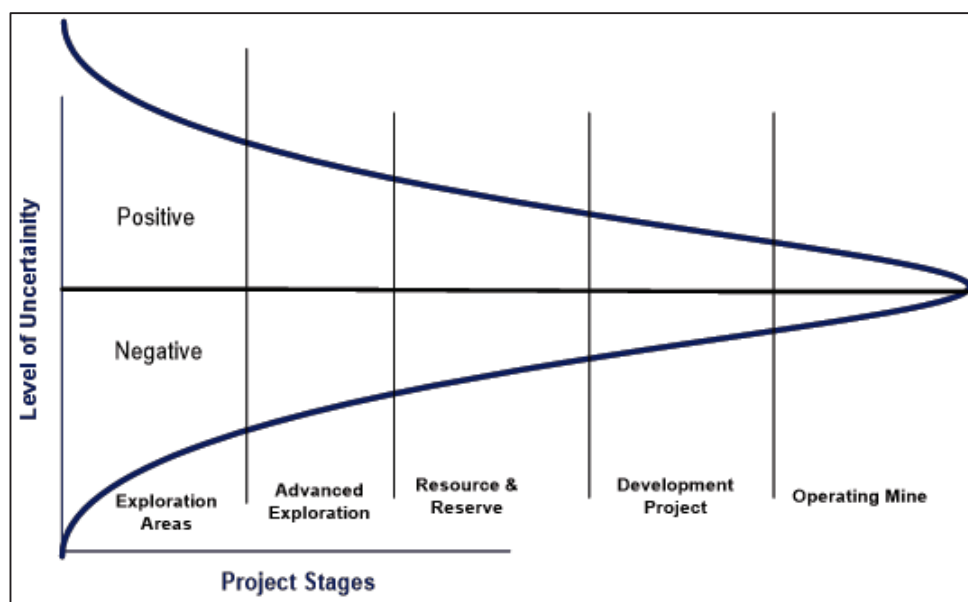 Level of Uncertainity
Positive
Negative
Exploration
Areas
Advanced
Exploration
Resource &
Reserve
Development
Project
Operating Mine
Project Stages